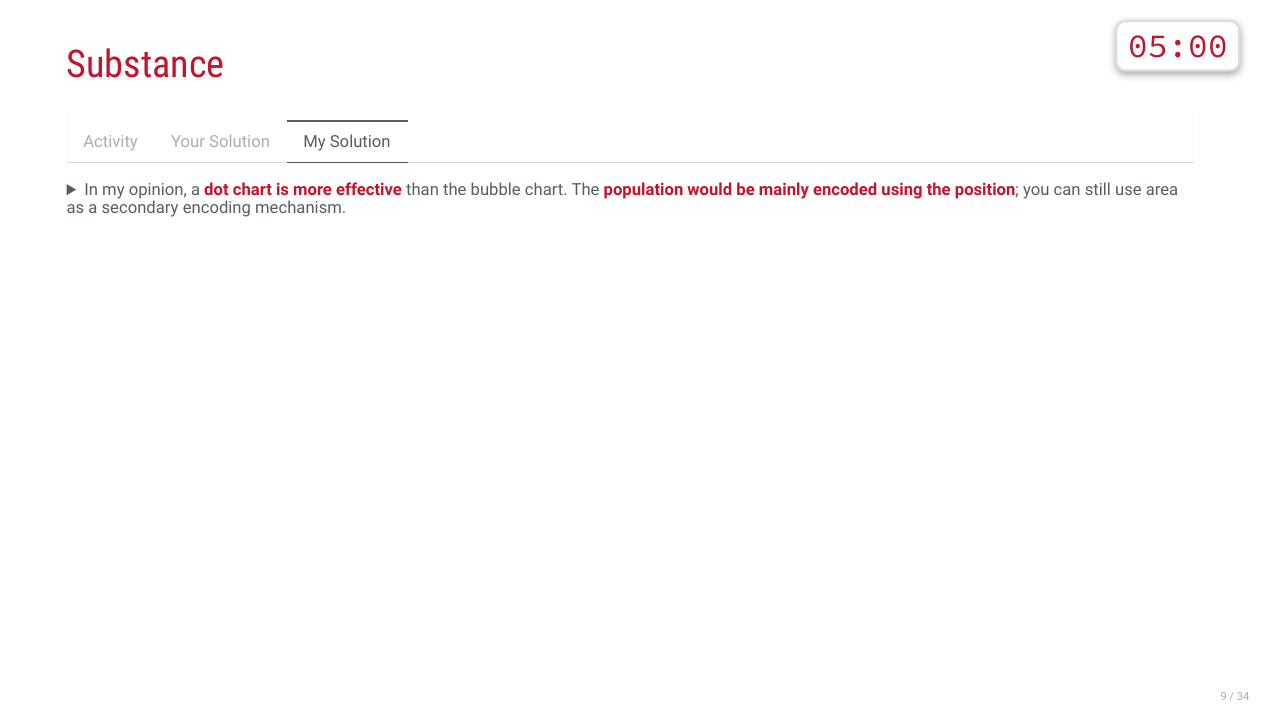 Substance
05:00
Activity
Your Solution
My Solution
In my opinion, a dot chart is more effective than the bubble chart. The population would be mainly encoded using the position; you can still use area
as a secondary encoding mechanism.
9 / 34